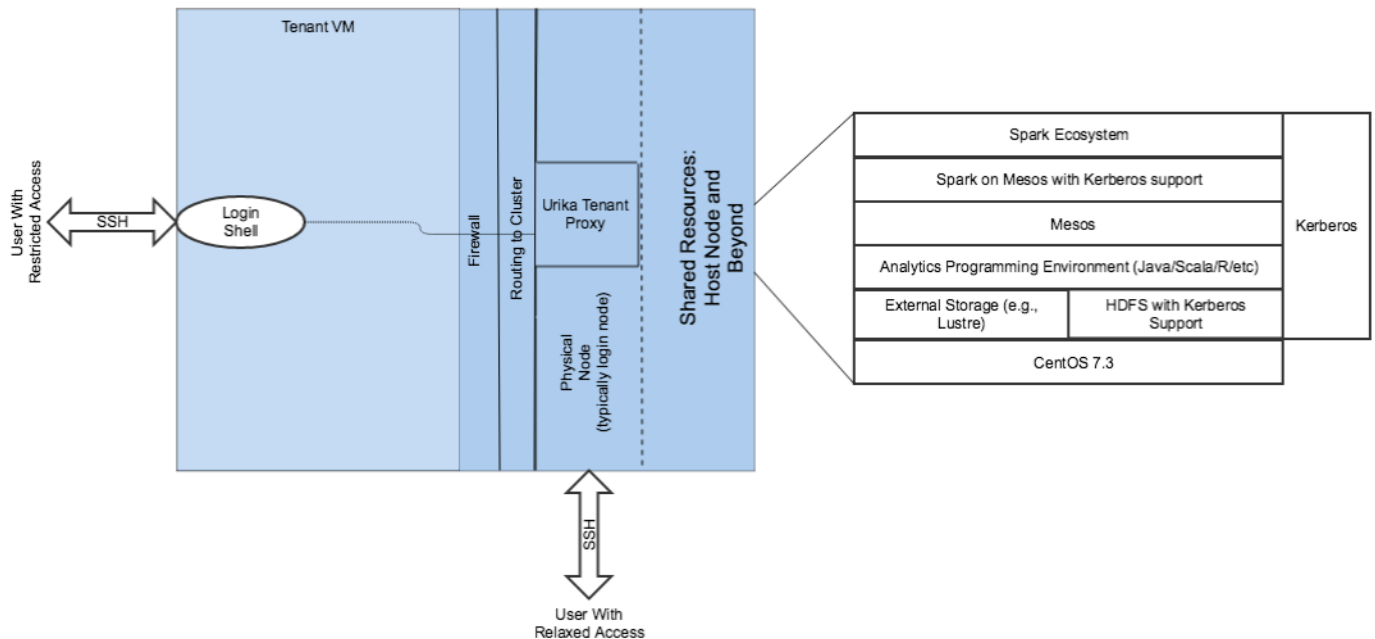 Tenant VM
User With
Restricted Access
SSH
Login
Shell
Firewall
Routing to Cluster
Urika Tenant
Proxy
Physical
Node
(typically login node)
Shared Resources:
Host Node and
Beyond
SSH
User With
Relaxed Access
Spark Ecosystem
Spark on Mesos with Kerberos support
Mesos
Analytics Programming Environment (Java/Scala/R/etc)
External Storage (e.g.,
Lustre)
HDFS with Kerberos
Support
CentOS 7.3
Kerberos